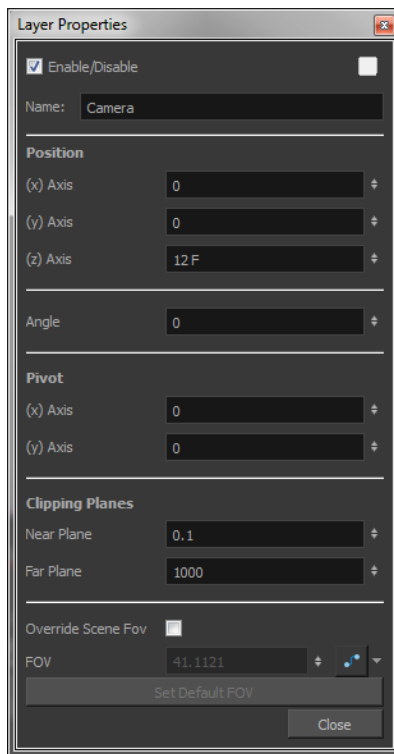 Layer Properties
Enable/Disable
Name: Camera
Position
(x) Axis 0
(y) Axis 0
(z) Axis 12 F
Angle 0
Pivot
(x) Axis 0
(y) Axis 0
Clipping Planes
Near Plane 0.1
Far Plane 1000
Override Scene Fov
FOV 41.1121
Set Default FOV
Close